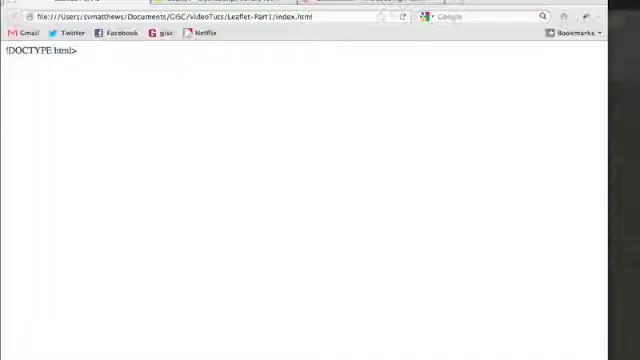 file:///Users/svmatthews/Documents/GISC/VideoTuts/Leaflet-Part1/index.html
Google
Gmail Twitter Facebook gisc Netflix Bookmarks
!DOCTYPE html>